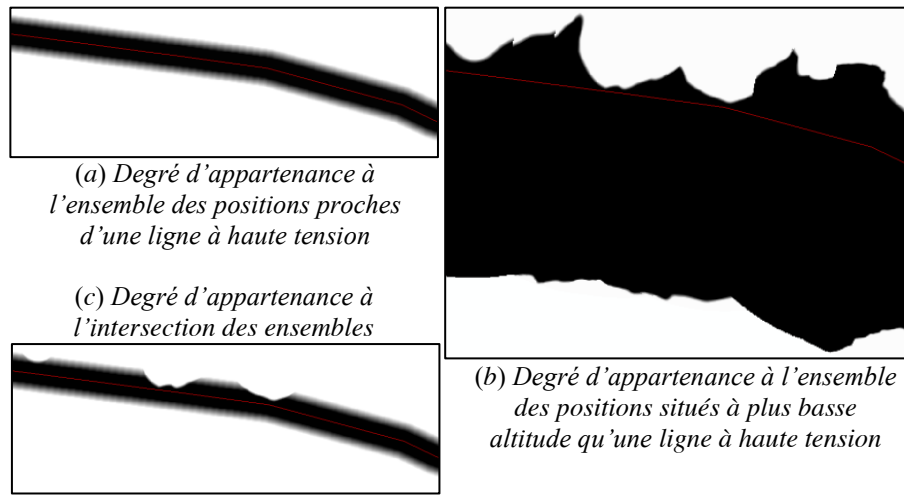 (a) Degré d'appartenance à
l'ensemble des positions proches
d'une ligne à haute tension
(c) Degré d'appartenance à
l'intersection des ensembles
(b) Degré d'appartenance à l'ensemble
des positions situés à plus basse
altitude qu'une ligne à haute tension